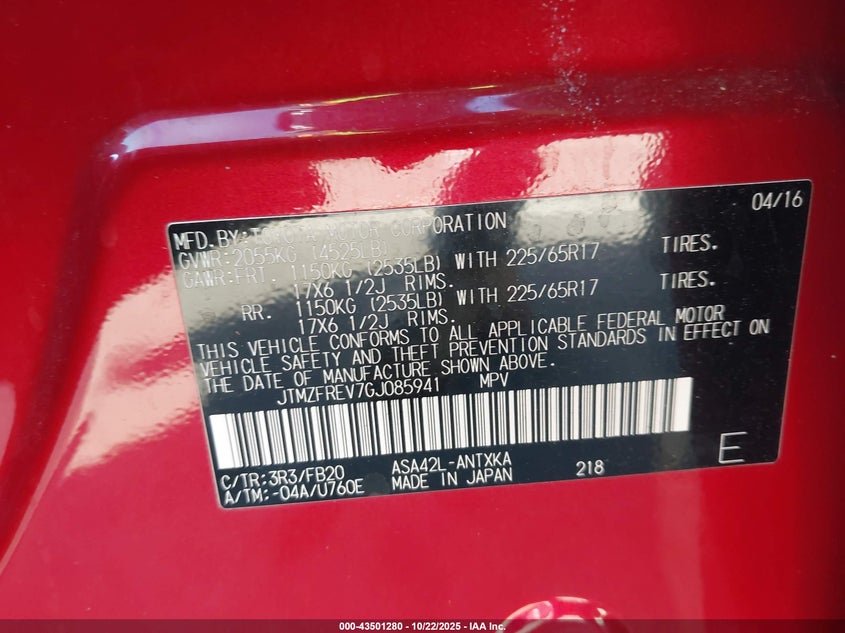 04/16
MFD.BY:TOYOTA MOTOR CORPORATION
GVWR:2055KG (4525LB)
GAWR:FRT. 1150KG (2535LB) WITH 225/65R17 TIRES.
17X6 1/2J RIMS.
RR. 1150KG (2535LB) WITH 225/65R17 TIRES.
17X6 1/2J RIMS.
THIS VEHICLE CONFORMS TO ALL APPLICABLE FEDERAL MOTOR
VEHICLE SAFETY AND THEFT PREVENTION STANDARDS IN EFFECT ON
THE DATE OF MANUFACTURE SHOWN ABOVE.
JTMZFREV7GJ085941 MPV
C/TR:3R3/FB20 ASA42L-ANTXKA 218 E
A/TM:-04A/U760E MADE IN JAPAN
000-43501280 - 10/22/2025 - IAA Inc.